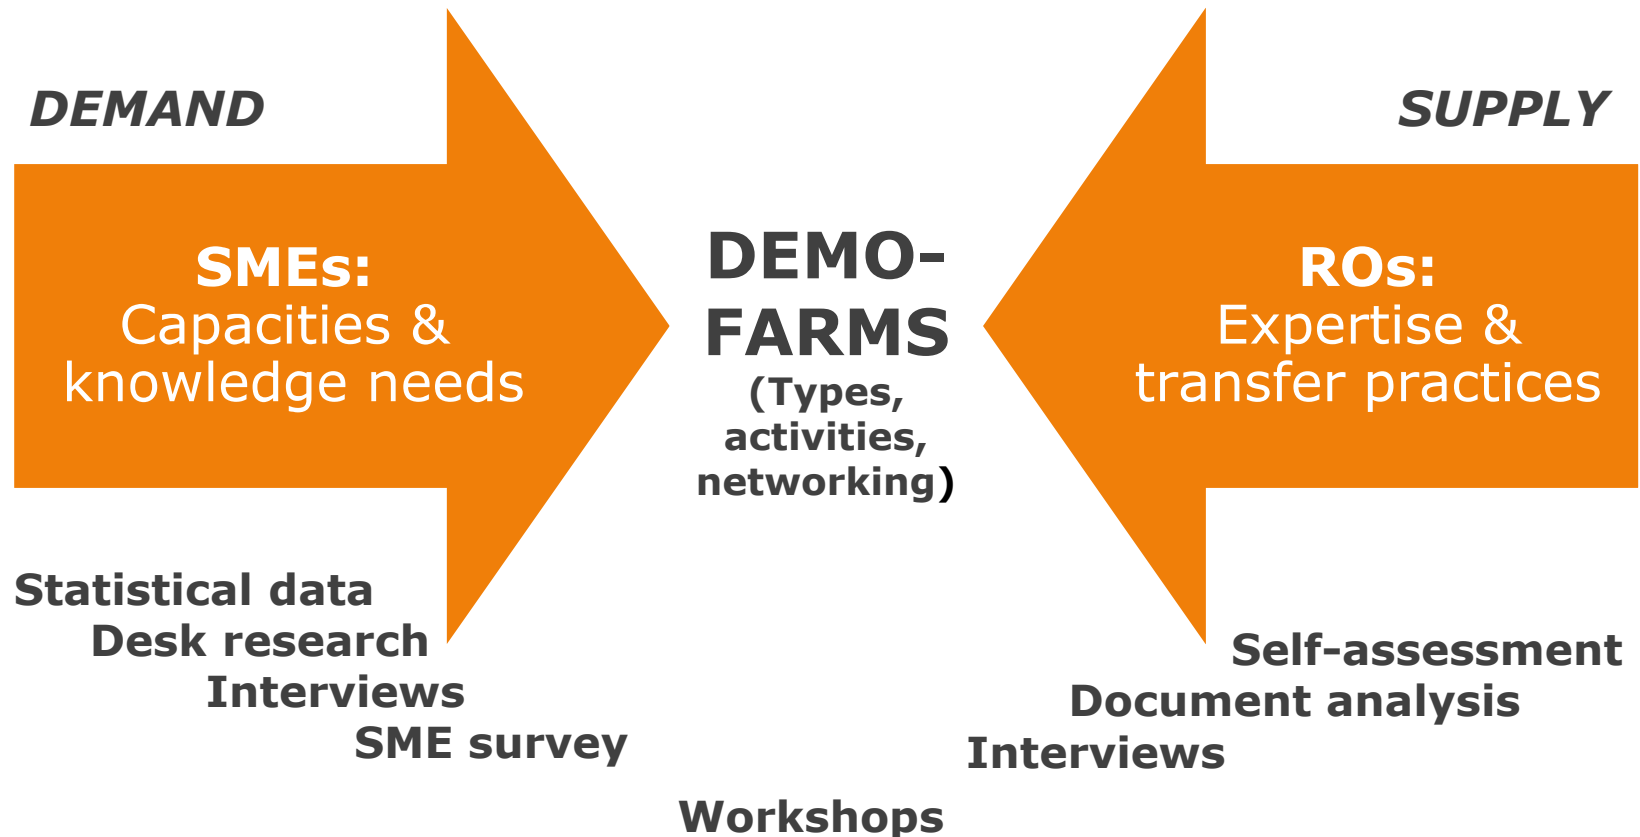 DEMAND
SUPPLY
SMEs:
Capacities &
knowledge needs
DEMO-
FARMS
(Types,
activities,
networking)
ROs:
Expertise &
transfer practices
Statistical data
Desk research
Interviews
SME survey
Self-assessment
Document analysis
Interviews
Workshops